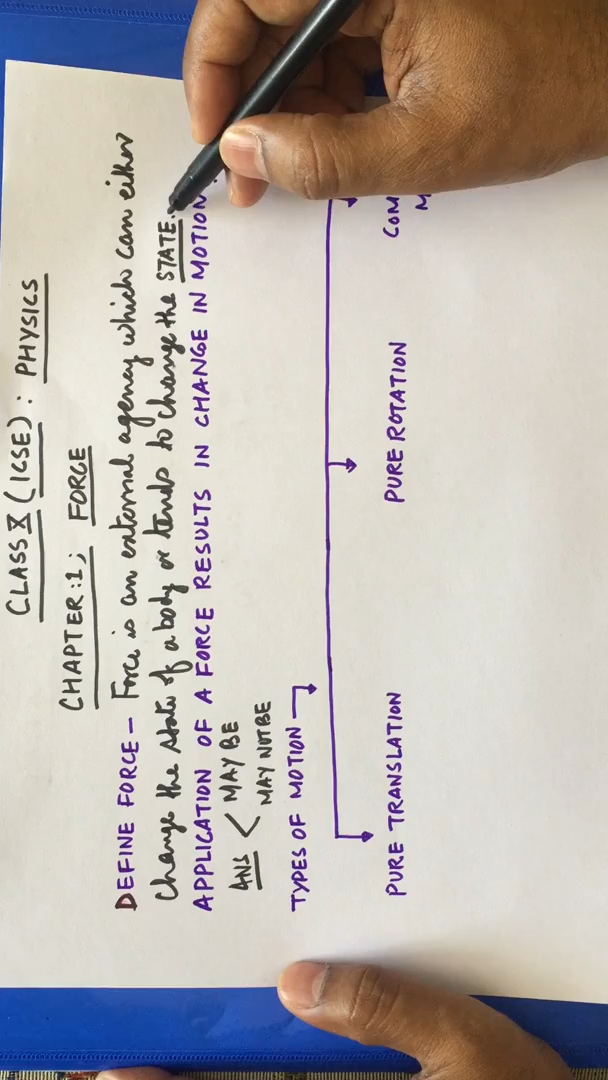 CLASS X (ICSE) : PHYSICS
CHAPTER : 1 ; FORCE
DEFINE FORCE - Force is an external agency which can either
change the state of a body or tends to change the STATE.
APPLICATION OF A FORCE RESULTS IN CHANGE IN MOTION
ANS < MAY BE
MAY NOT BE
TYPES OF MOTION
PURE TRANSLATION PURE ROTATION